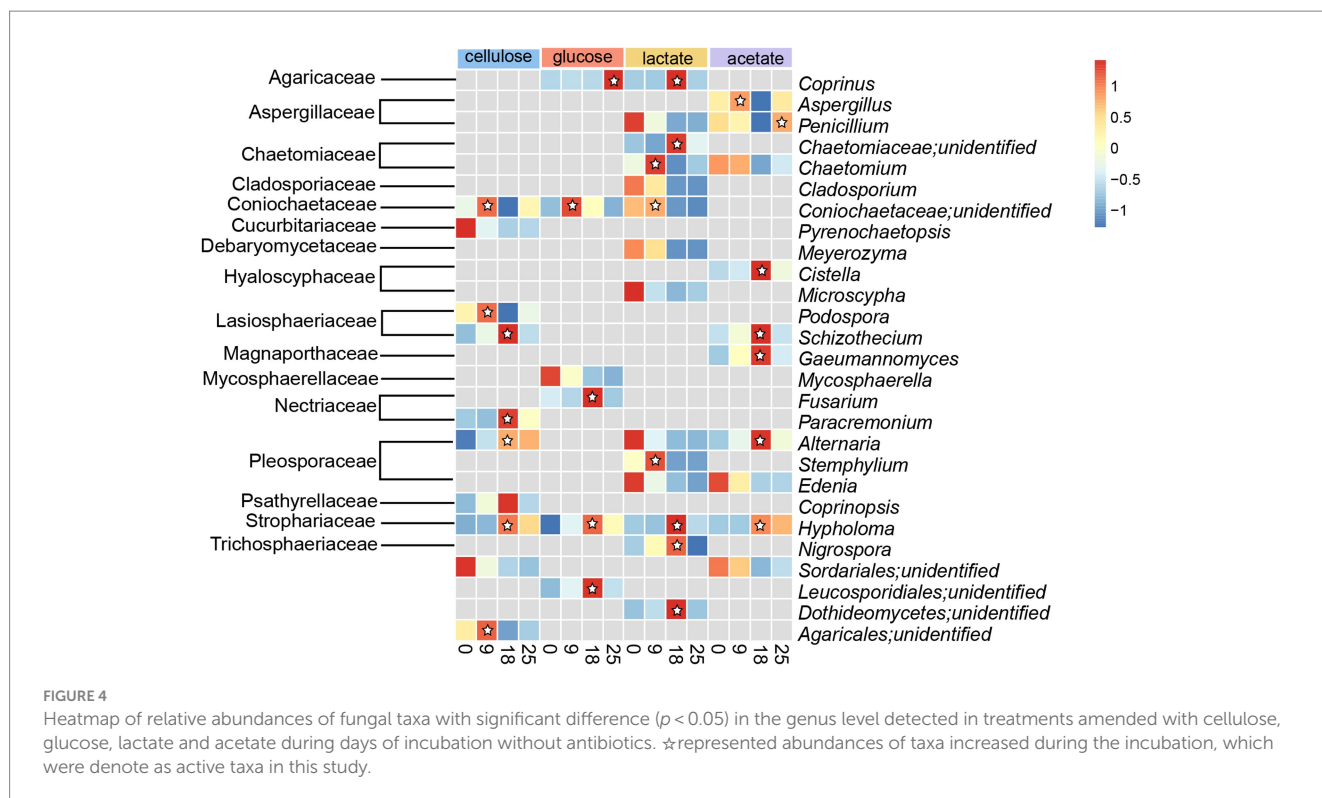 cellulose glucose lactate acetate
Agaricaceae
Aspergillaceae
Chaetomiaceae
Cladosporiaceae
Coniochaetaceae
Cucurbitariaceae
Debaryomycetaceae
Hyaloscyphaceae
Lasiosphaeriaceae
Magnaporthaceae
Mycosphaerellaceae
Nectriaceae
Pleosporaceae
Psathyrellaceae
Strophariaceae
Trichosphaeriaceae
Coprinus
Aspergillus
Penicillium
Chaetomiaceae;unidentified
Chaetomium
Cladosporium
Coniochaetaceae;unidentified
Pyrenochaetopsis
Meyerozyma
Cistella
Microscypha
Podospora
Schizothecium
Gaeumannomyces
Mycosphaerella
Fusarium
Paracremonium
Alternaria
Stemphylium
Edenia
Coprinopsis
Hypholoma
Nigrospora
Sordariales;unidentified
Leucosporidiales;unidentified
Dothideomycetes;unidentified
Agaricales;unidentified
0 9 18 25 0 9 18 25 0 9 18 25 0 9 18 25
1
0.5
0
−0.5
−1
FIGURE 4
Heatmap of relative abundances of fungal taxa with significant difference (p < 0.05) in the genus level detected in treatments amended with cellulose,
glucose, lactate and acetate during days of incubation without antibiotics. ☆represented abundances of taxa increased during the incubation, which
were denote as active taxa in this study.